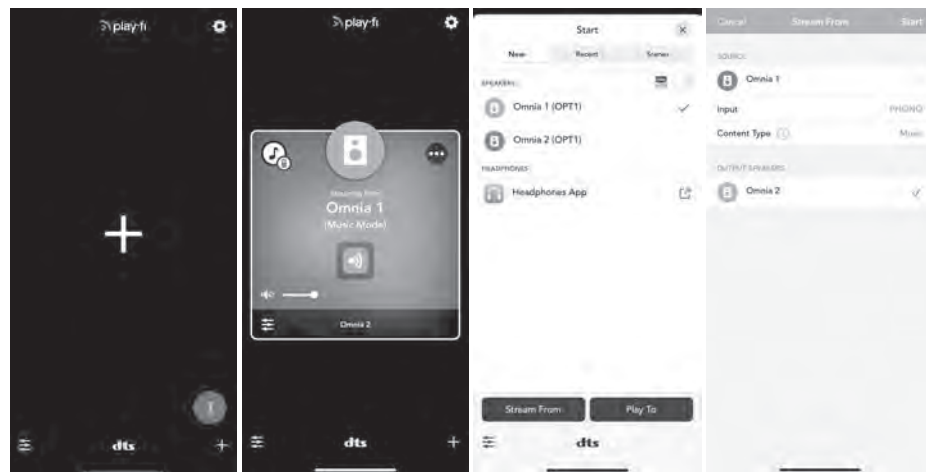 play-fi
dts
play-fi
Streaming from
Omnia 1
(Music Mode)
Omnia 2
dts
Start
New
Recent
Scenes
SPEAKERS
Omnia 1 (OPT1)
Omnia 2 (OPT1)
HEADPHONES
Headphones App
Stream From
Play To
dts
Cancel
Stream From
Start
SOURCE
Omnia 1
Input
PHONO
Content Type
Music
OUTPUT SPEAKERS
Omnia 2